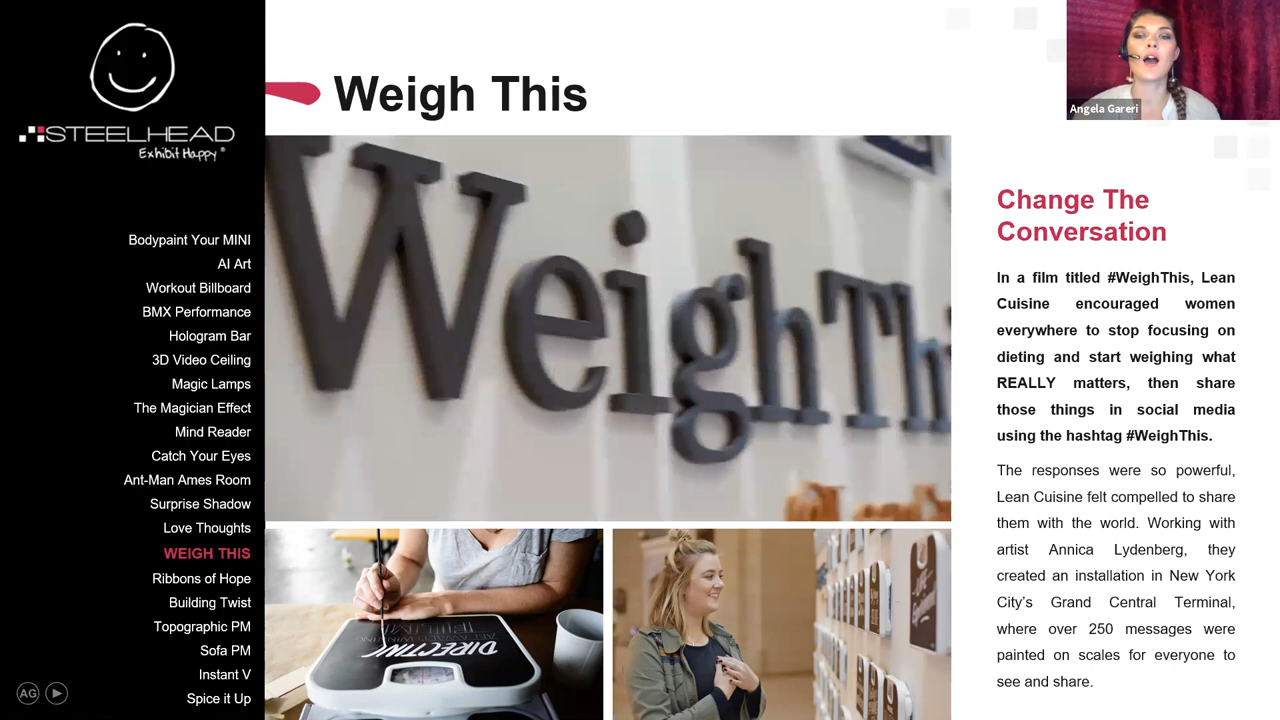 STEELHEAD
Exhibit Happy®
Bodypaint Your MINI
AI Art
Workout Billboard
BMX Performance
Hologram Bar
3D Video Ceiling
Magic Lamps
The Magician Effect
Mind Reader
Catch Your Eyes
Ant-Man Ames Room
Surprise Shadow
Love Thoughts
WEIGH THIS
Ribbons of Hope
Building Twist
Topographic PM
Sofa PM
Instant V
Spice it Up
AG
Weigh This
WeighThi
DIRECTING
Angela Gareri
Change The
Conversation
In a film titled #WeighThis, Lean
Cuisine encouraged women
everywhere to stop focusing on
dieting and start weighing what
REALLY matters, then share
those things in social media
using the hashtag #WeighThis.
The responses were so powerful,
Lean Cuisine felt compelled to share
them with the world. Working with
artist Annica Lydenberg, they
created an installation in New York
City's Grand Central Terminal,
where over 250 messages were
painted on scales for everyone to
see and share.